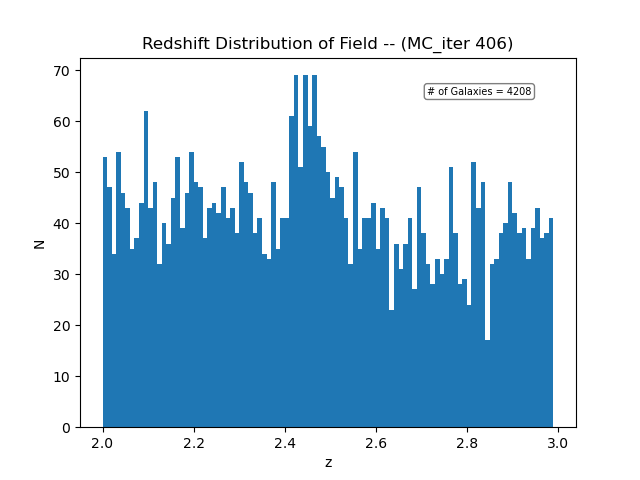 Redshift Distribution of Field -- (MC_iter 406)
# of Galaxies = 4208
N
70
60
50
40
30
20
10
0
2.0 2.2 2.4 2.6 2.8 3.0
z